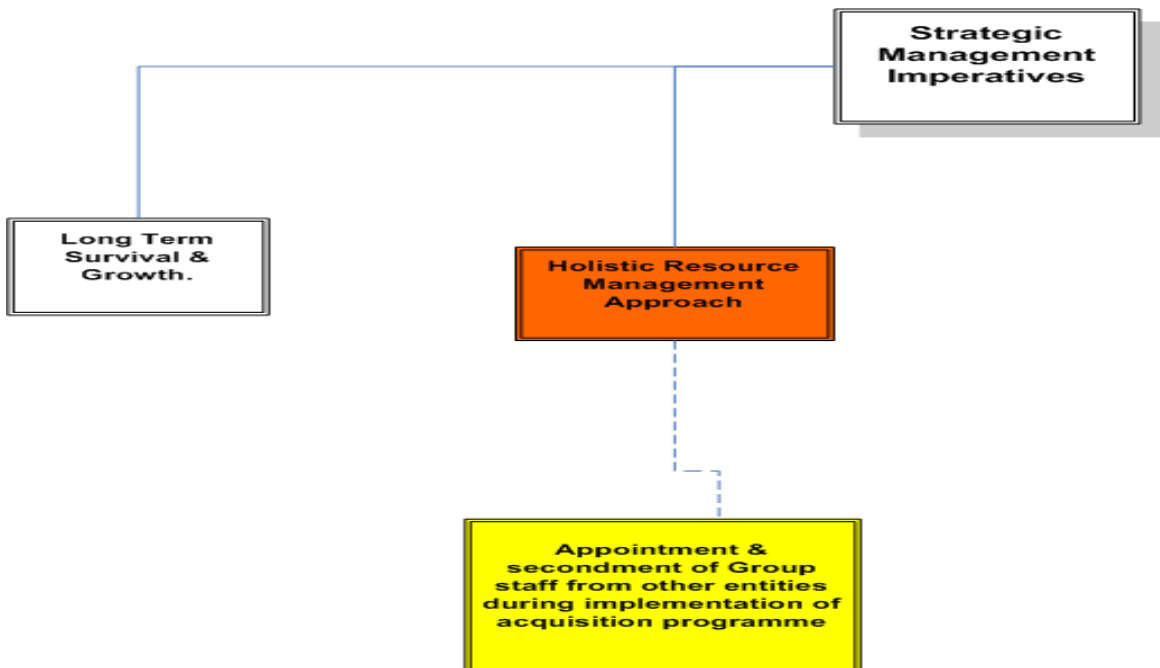 Strategic
Management
Imperatives
Long Term
Survival &
Growth.
Holistic Resource
Management
Approach
Appointment &
secondment of Group
staff from other entities
during implementation of
acquisition programme